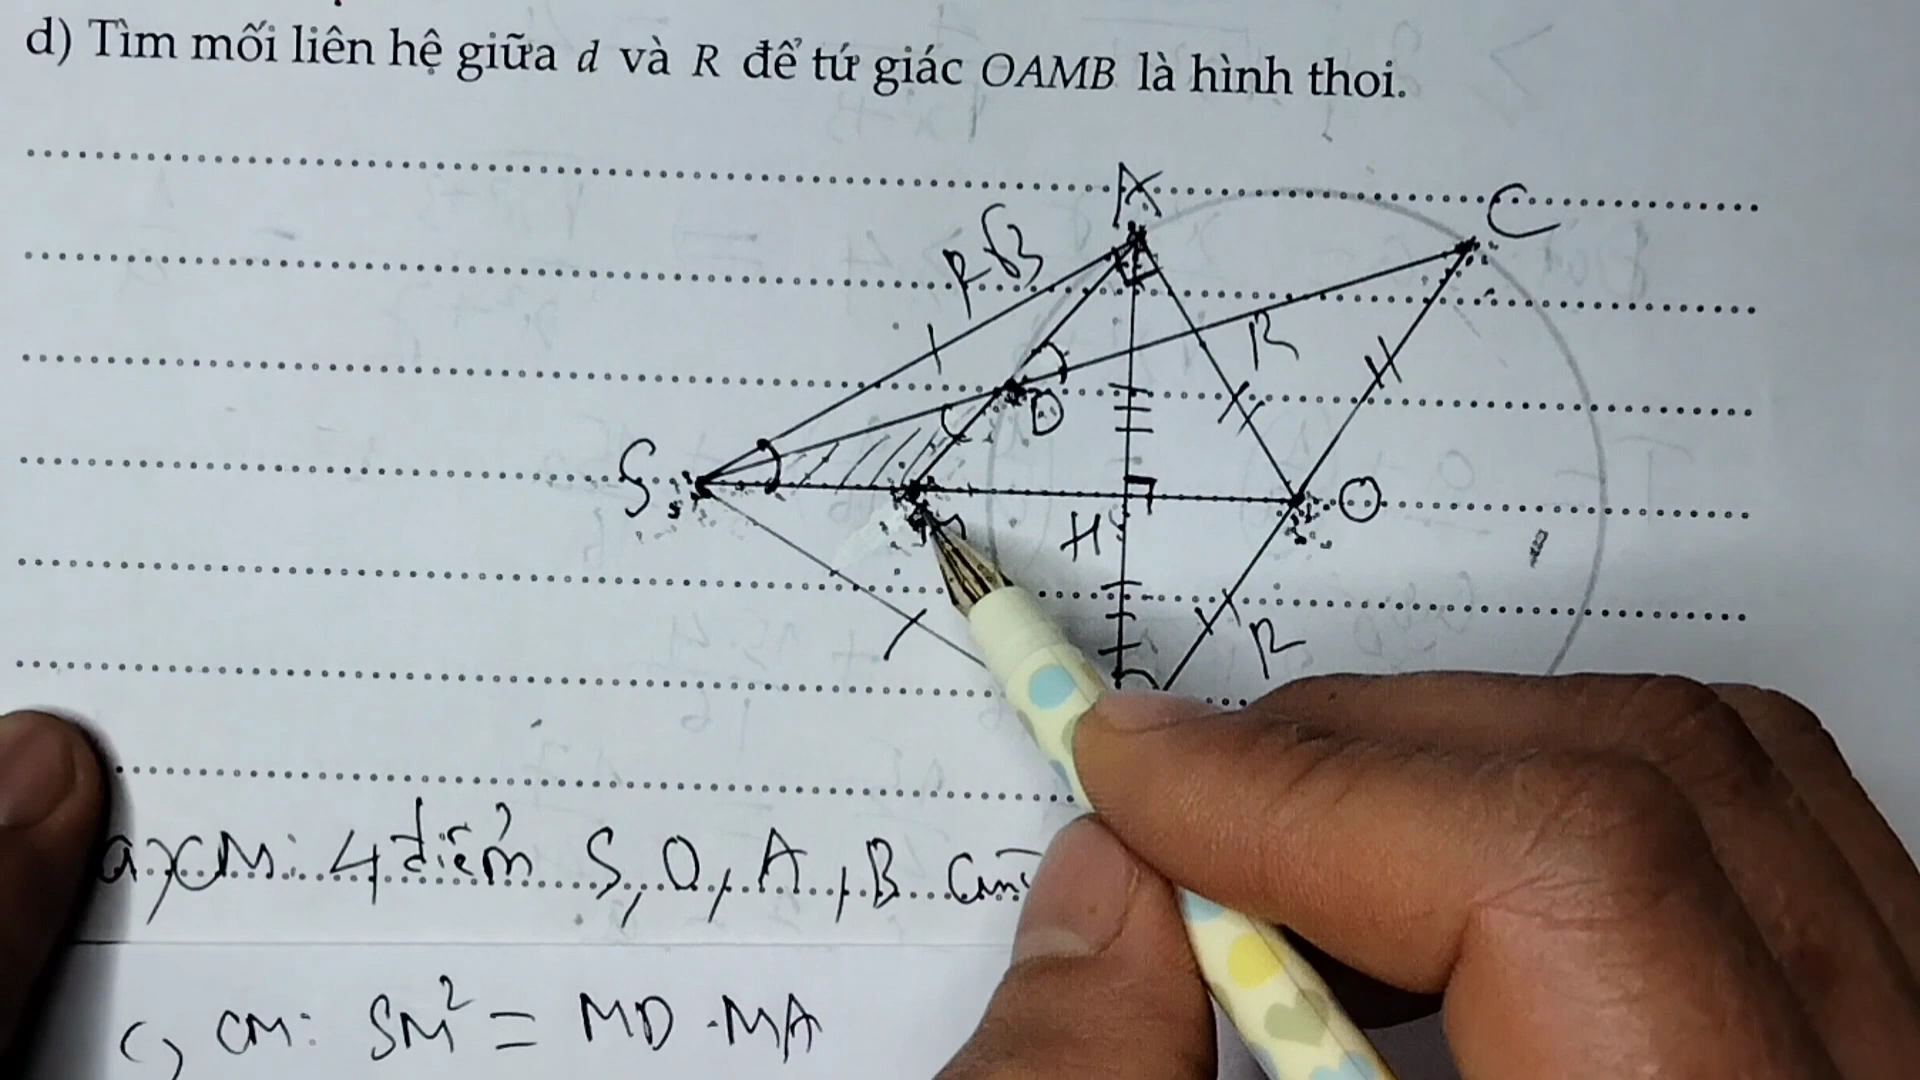 d) Tìm mối liên hệ giữa d và R để tứ giác OAMB là hình thoi.
A
C
R√3
R
D
S
H
O
R
a, CM: 4 điểm S, O, A, B
c, CM: SM² = MD . MA